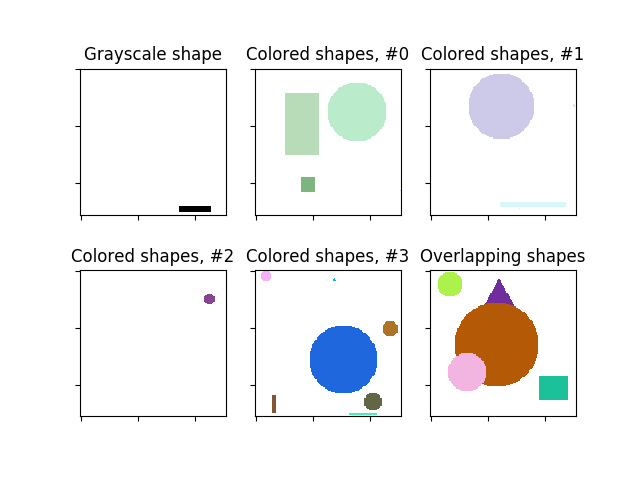 Grayscale shape
Colored shapes, #0
Colored shapes, #1
Colored shapes, #2
Colored shapes, #3
Overlapping shapes